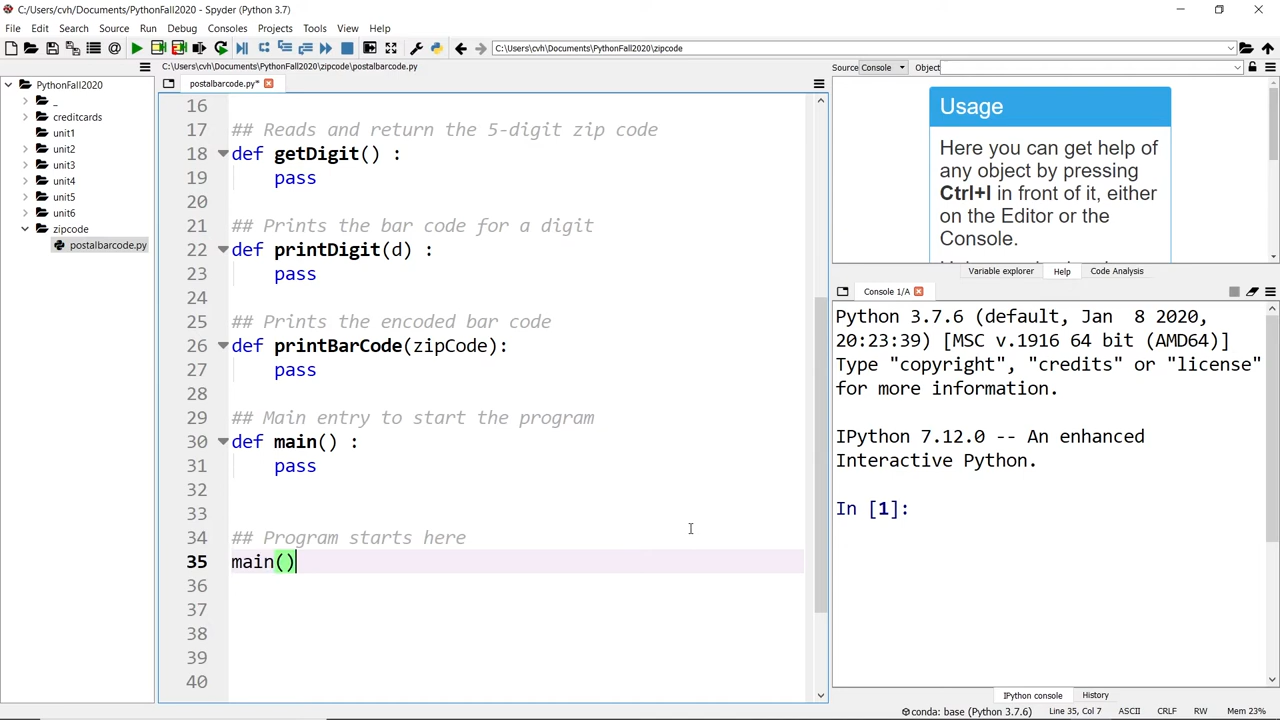 C:/Users/cvh/Documents/PythonFall2020 - Spyder (Python 3.7)
File Edit Search Source Run Debug Consoles Projects Tools View Help
C:\Users\cvh\Documents\PythonFall2020\zipcode
C:\Users\cvh\Documents\PythonFall2020\zipcode\postalbarcode.py
PythonFall2020
_
creditcards
unit1
unit2
unit3
unit4
unit5
unit6
zipcode
postalbarcode.py
postalbarcode.py*
16
17 ## Reads and return the 5-digit zip code
18 def getDigit() :
19 pass
20
21 ## Prints the bar code for a digit
22 def printDigit(d) :
23 pass
24
25 ## Prints the encoded bar code
26 def printBarCode(zipCode):
27 pass
28
29 ## Main entry to start the program
30 def main() :
31 pass
32
33
34 ## Program starts here
35 main()
36
37
38
39
40
Source Console Object
Usage
Here you can get help of
any object by pressing
Ctrl+I in front of it, either
on the Editor or the
Console.
Variable explorer Help Code Analysis
Console 1/A
Python 3.7.6 (default, Jan 8 2020,
20:23:39) [MSC v.1916 64 bit (AMD64)]
Type "copyright", "credits" or "license"
for more information.
IPython 7.12.0 -- An enhanced
Interactive Python.
In [1]:
IPython console History
conda: base (Python 3.7.6) Line 35, Col 7 ASCII CRLF RW Mem 23%